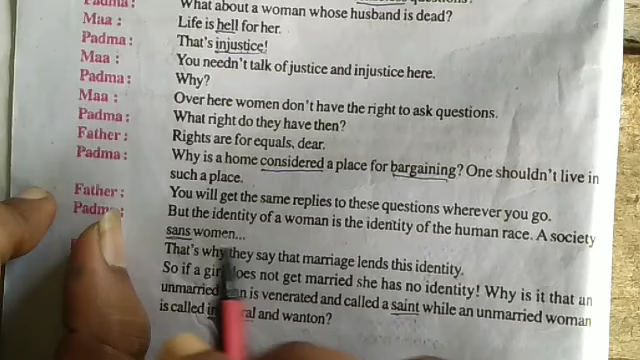 Padma : What about a woman whose husband is dead?
Maa : Life is hell for her.
Padma : That's injustice!
Maa : You needn't talk of justice and injustice here.
Padma : Why?
Maa : Over here women don't have the right to ask questions.
Padma : What right do they have then?
Father : Rights are for equals, dear.
Padma : Why is a home considered a place for bargaining? One shouldn't live in
such a place.
Father : You will get the same replies to these questions wherever you go.
Padma : But the identity of a woman is the identity of the human race. A society
sans women...
That's why they say that marriage lends this identity.
So if a girl does not get married she has no identity! Why is it that an
unmarried is venerated and called a saint while an unmarried woman
is called and wanton?